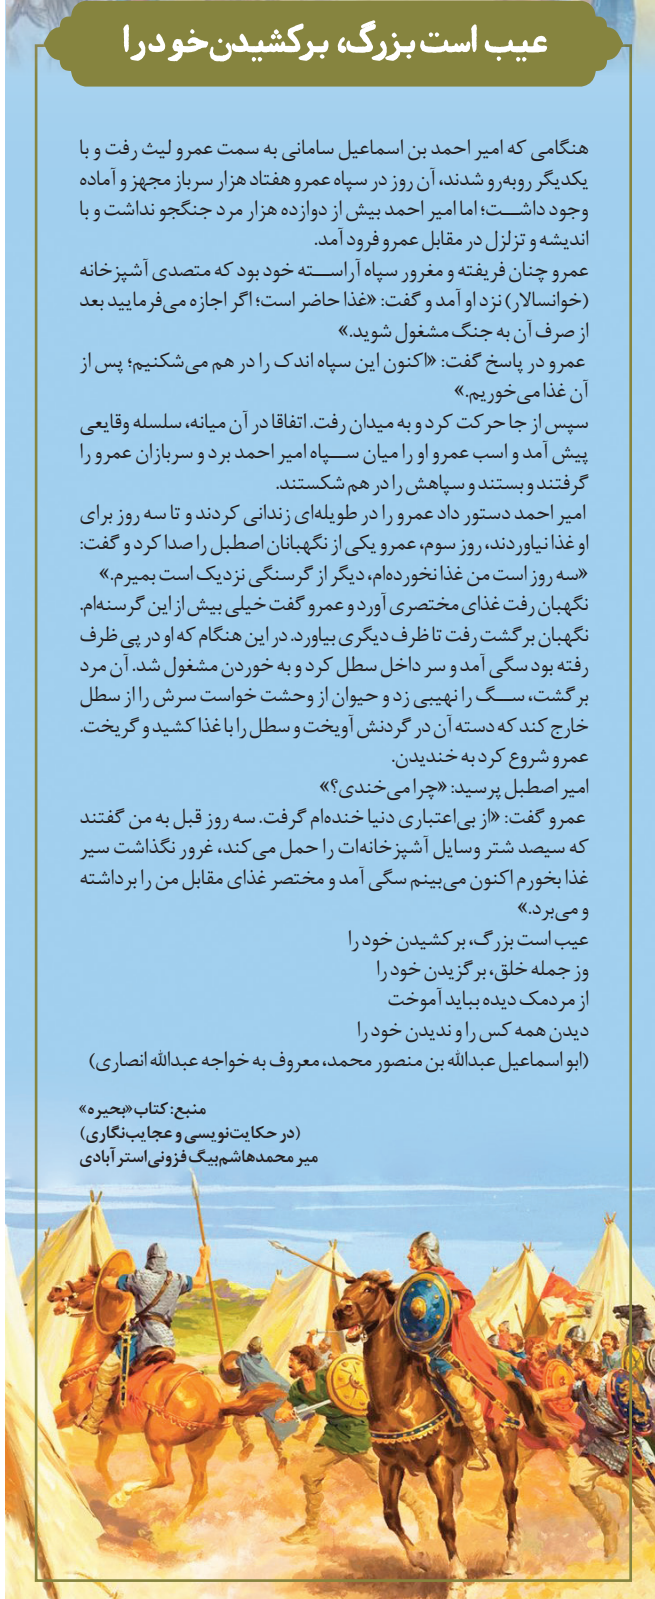 عیب است بزرگ، برکشیدن خود را
هنگامی که امیر احمد بن اسماعیل سامانی به سمت عمرو لیث رفت و با
یکدیگر روبه‌رو شدند، آن روز در سپاه عمرو هفتاد هزار سرباز مجهز و آماده
وجود داشت؛ اما امیر احمد بیش از دوازده هزار مرد جنگجو نداشت و با
اندیشه و تزلزل در مقابل عمرو فرود آمد.
عمرو چنان فریفته و مغرور سپاه آراسته خود بود که متصدی آشپزخانه
(خوانسالار) نزد او آمد و گفت: «غذا حاضر است؛ اگر اجازه می‌فرمایید بعد
از صرف آن به جنگ مشغول شوید.»
عمرو در پاسخ گفت: «اکنون این سپاه اندک را در هم می‌شکنیم؛ پس از
آن غذا می‌خوریم.»
سپس از جا حرکت کرد و به میدان رفت. اتفاقا در آن میانه، سلسله وقایعی
پیش آمد و اسب عمرو او را میان سپاه امیر احمد برد و سربازان عمرو را
گرفتند و بستند و سپاهش را در هم شکستند.
امیر احمد دستور داد عمرو را در طویله‌ای زندانی کردند و تا سه روز برای
او غذا نیاوردند، روز سوم، عمرو یکی از نگهبانان اصطبل را صدا کرد و گفت:
«سه روز است من غذا نخورده‌ام، دیگر از گرسنگی نزدیک است بمیرم.»
نگهبان رفت غذای مختصری آورد و عمرو گفت خیلی بیش از این گرسنه‌ام.
نگهبان برگشت رفت تا ظرف دیگری بیاورد. در این هنگام که او در پی ظرف
رفته بود سگی آمد و سر داخل سطل کرد و به خوردن مشغول شد. آن مرد
برگشت، سگ را نهیبی زد و حیوان از وحشت خواست سرش را از سطل
خارج کند که دسته آن در گردنش آویخت و سطل را با غذا کشید و گریخت.
عمرو شروع کرد به خندیدن.
امیر اصطبل پرسید: «چرا می‌خندی؟»
عمرو گفت: «از بی‌اعتباری دنیا خنده‌ام گرفت. سه روز قبل به من گفتند
که سیصد شتر وسایل آشپزخانه‌ات را حمل می‌کند، غرور نگذاشت سیر
غذا بخورم اکنون می‌بینم سگی آمد و مختصر غذای مقابل من را برداشته
و می‌برد.»
عیب است بزرگ، برکشیدن خود را
وز جمله خلق، برگزیدن خود را
از مردمک دیده بباید آموخت
دیدن همه کس را و ندیدن خود را
(ابو اسماعیل عبدالله بن منصور محمد، معروف به خواجه عبدالله انصاری)
منبع: کتاب «بحیره»
(در حکایت‌نویسی و عجایب‌نگاری)
میر محمدهاشم‌بیگ فزونی‌استرآبادی